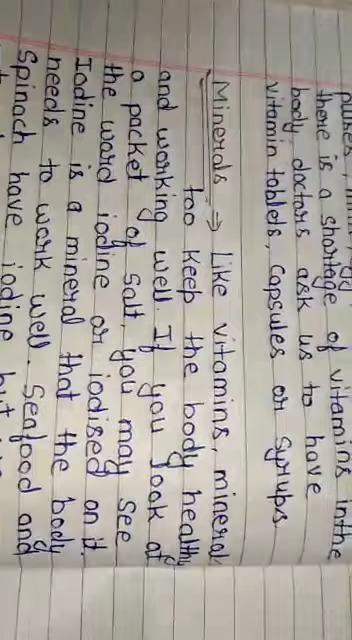 pulses,
there is a shortage of vitamins in the
body, doctors ask us to have
vitamin tablets, capsules or syrups.
Minerals ⇒ Like vitamins, mineral
too keep the body healthy
and working well. If you look at
a packet of salt, you may see
the word iodine or iodised on it.
Iodine is a mineral that the body
needs to work well. Seafood and
Spinach have iodine but